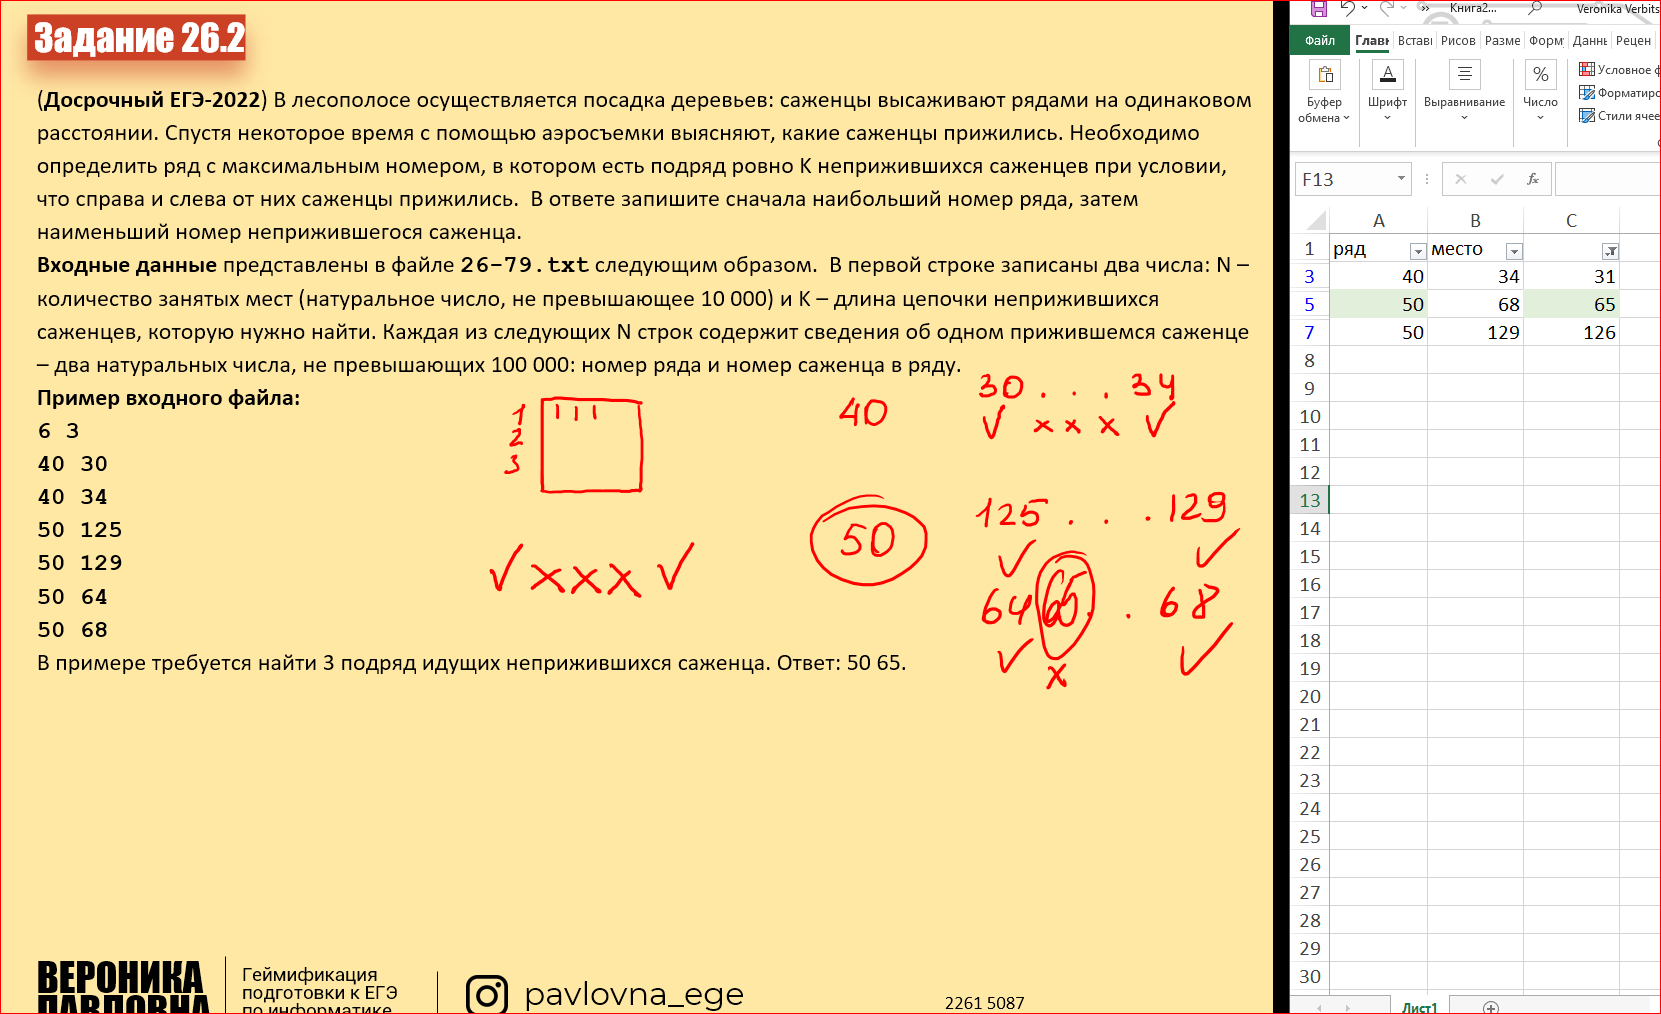 Задание 26.2
(Досрочный ЕГЭ-2022) В лесополосе осуществляется посадка деревьев: саженцы высаживают рядами на одинаковом
расстоянии. Спустя некоторое время с помощью аэросъемки выясняют, какие саженцы прижились. Необходимо
определить ряд с максимальным номером, в котором есть подряд ровно K неприжившихся саженцев при условии,
что справа и слева от них саженцы прижились. В ответе запишите сначала наибольший номер ряда, затем
наименьший номер неприжившегося саженца.
Входные данные представлены в файле 26-79.txt следующим образом. В первой строке записаны два числа: N –
количество занятых мест (натуральное число, не превышающее 10 000) и K – длина цепочки неприжившихся
саженцев, которую нужно найти. Каждая из следующих N строк содержит сведения об одном прижившемся саженце
– два натуральных числа, не превышающих 100 000: номер ряда и номер саженца в ряду.
Пример входного файла:
6 3
40 30
40 34
50 125
50 129
50 64
50 68
В примере требуется найти 3 подряд идущих неприжившихся саженца. Ответ: 50 65.
1
2
3
✓ x x x ✓
40
30 . . . 34
✓ x x x ✓
50
125 . . . 129
✓ ✓
64 65 . . 68
✓ x ✓
ВЕРОНИКА
ПАВЛОВНА
Геймификация
подготовки к ЕГЭ
по информатике
pavlovna_ege
2261 5087
Книга2...
Veronika Verbits
Файл Главн Вставı Рисов Разме Форму Даннь Рецен
Буфер
обмена
Шрифт
Выравнивание
%
Число
Условное ф
Форматиро
Стили ячее
F13
fx
A B C
1 ряд место
3 40 34 31
5 50 68 65
7 50 129 126
8
9
10
11
12
13
14
15
16
17
18
19
20
21
22
23
24
25
26
27
28
29
30
Лист1